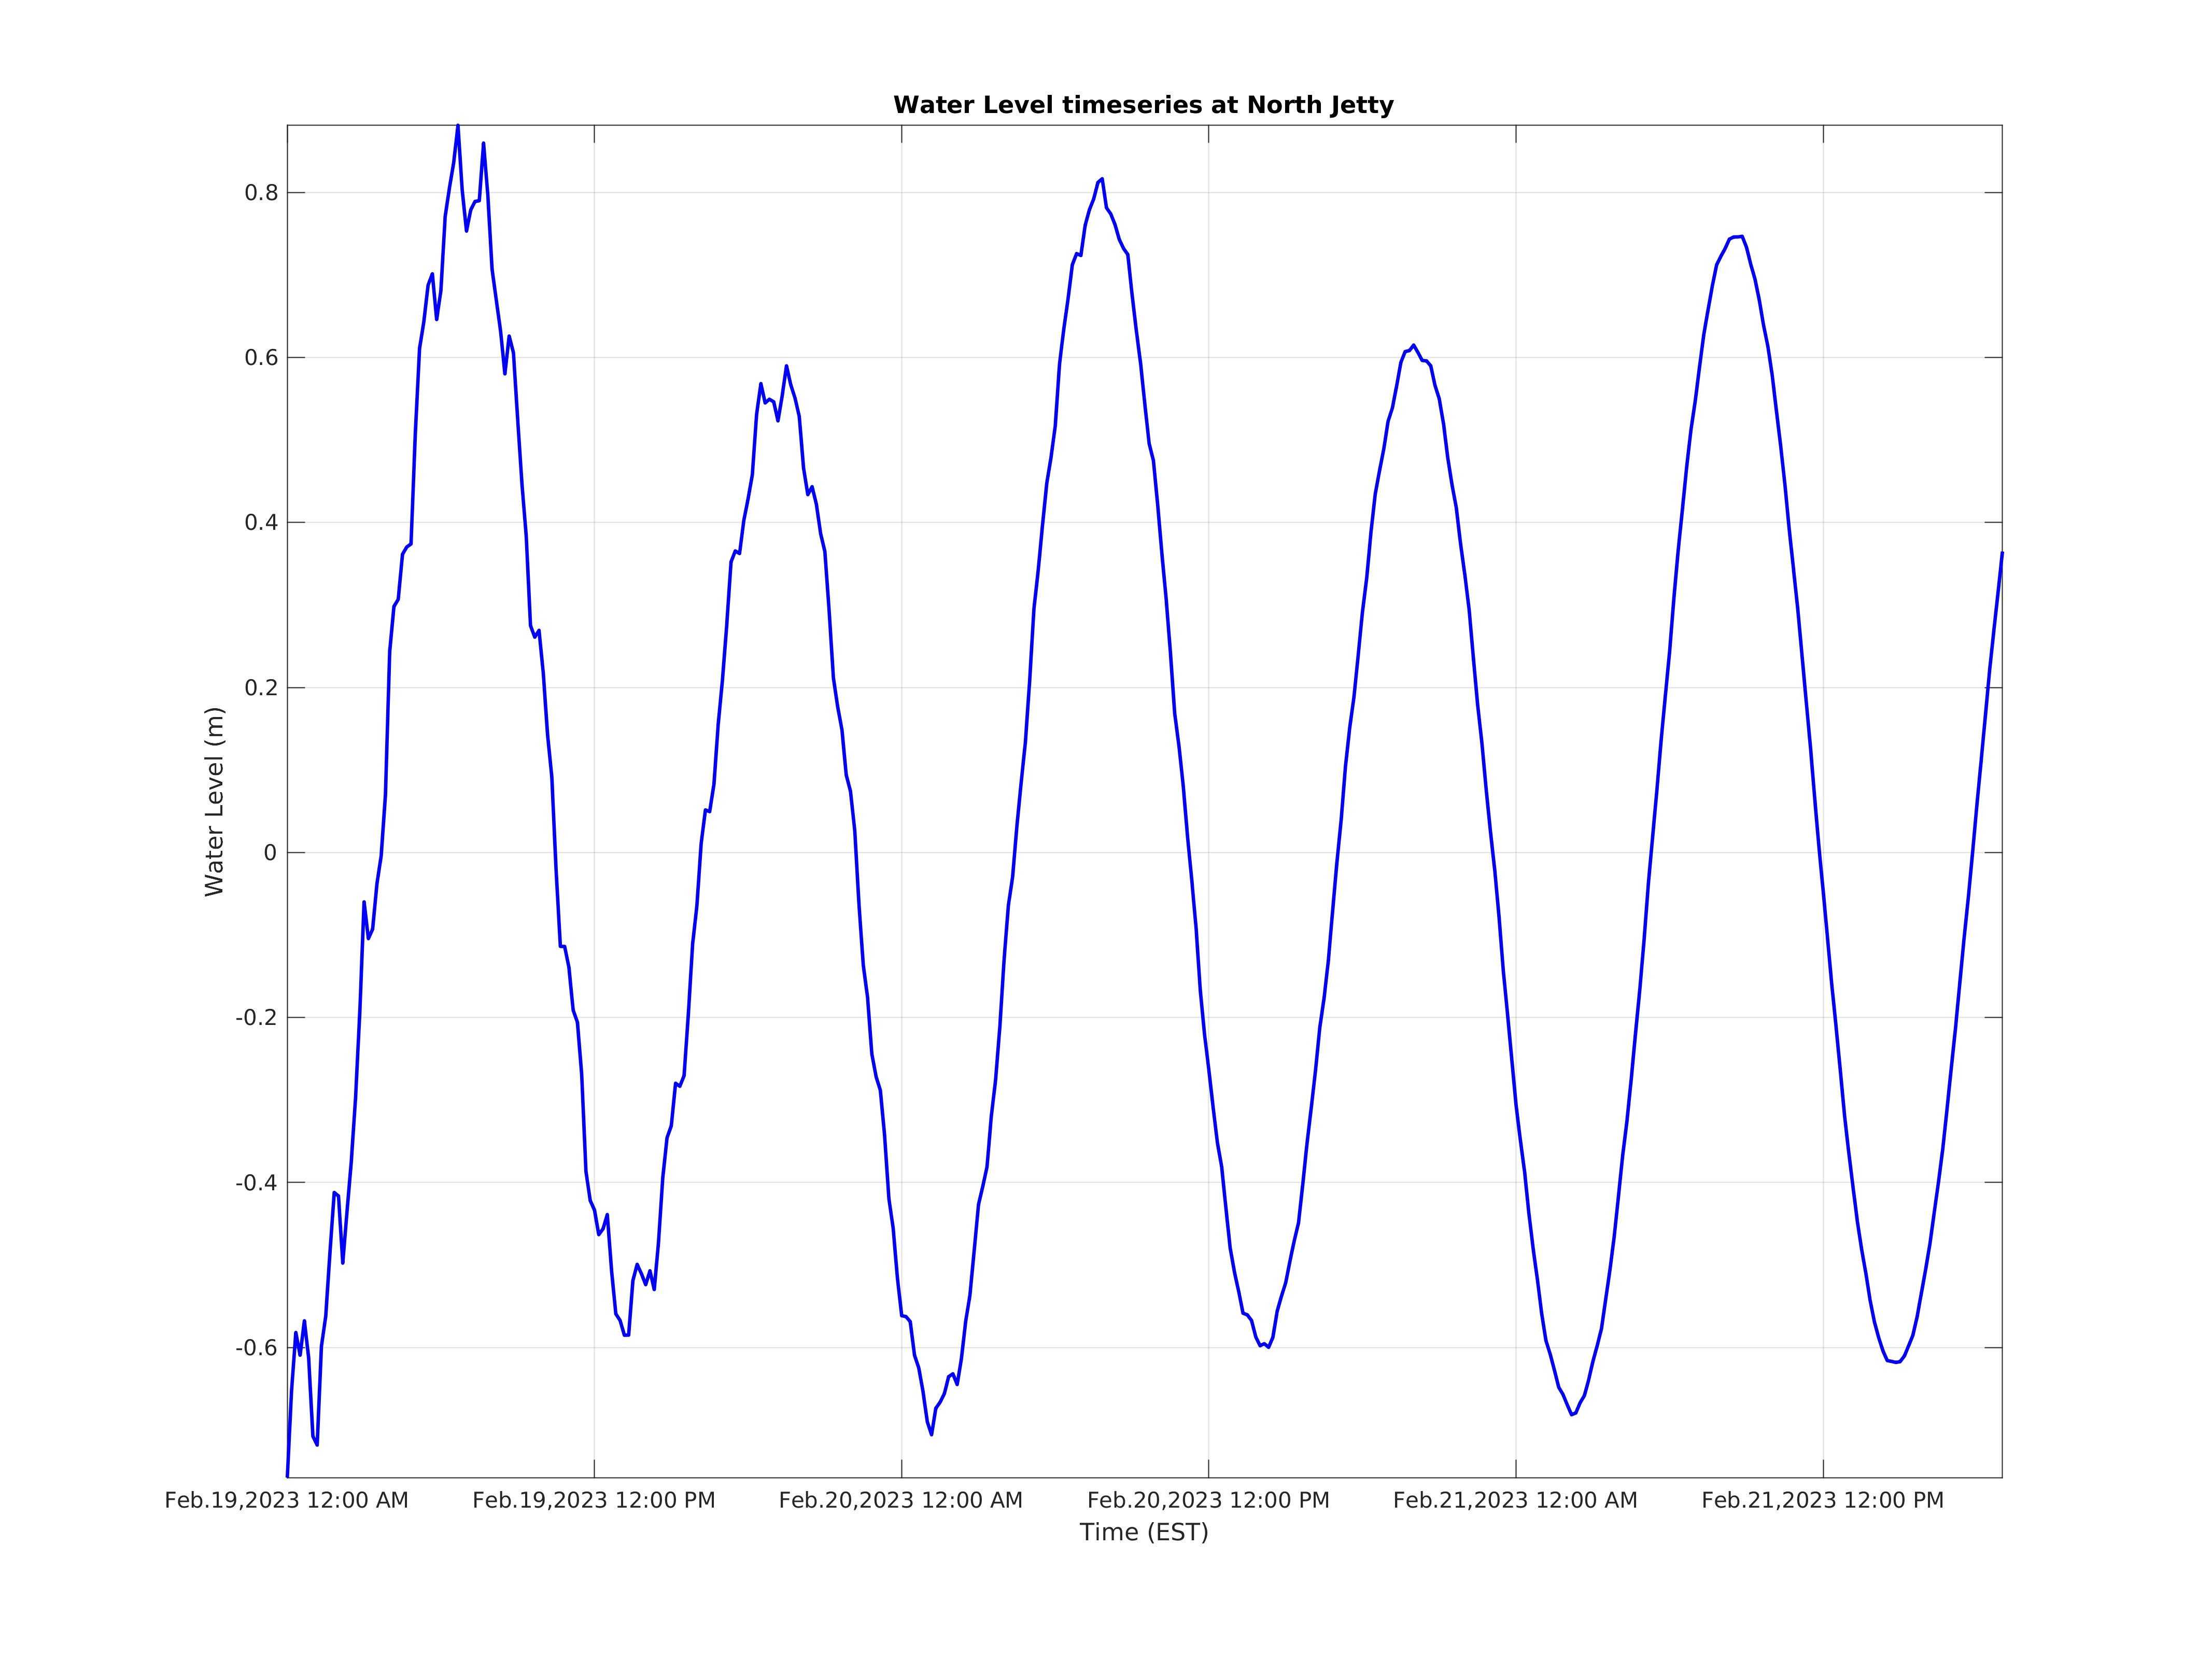 Water Level timeseries at North Jetty
0.8
0.6
0.4
0.2
0
-0.2
-0.4
-0.6
Water Level (m)
Feb.19,2023 12:00 AM
Feb.19,2023 12:00 PM
Feb.20,2023 12:00 AM
Feb.20,2023 12:00 PM
Feb.21,2023 12:00 AM
Feb.21,2023 12:00 PM
Time (EST)